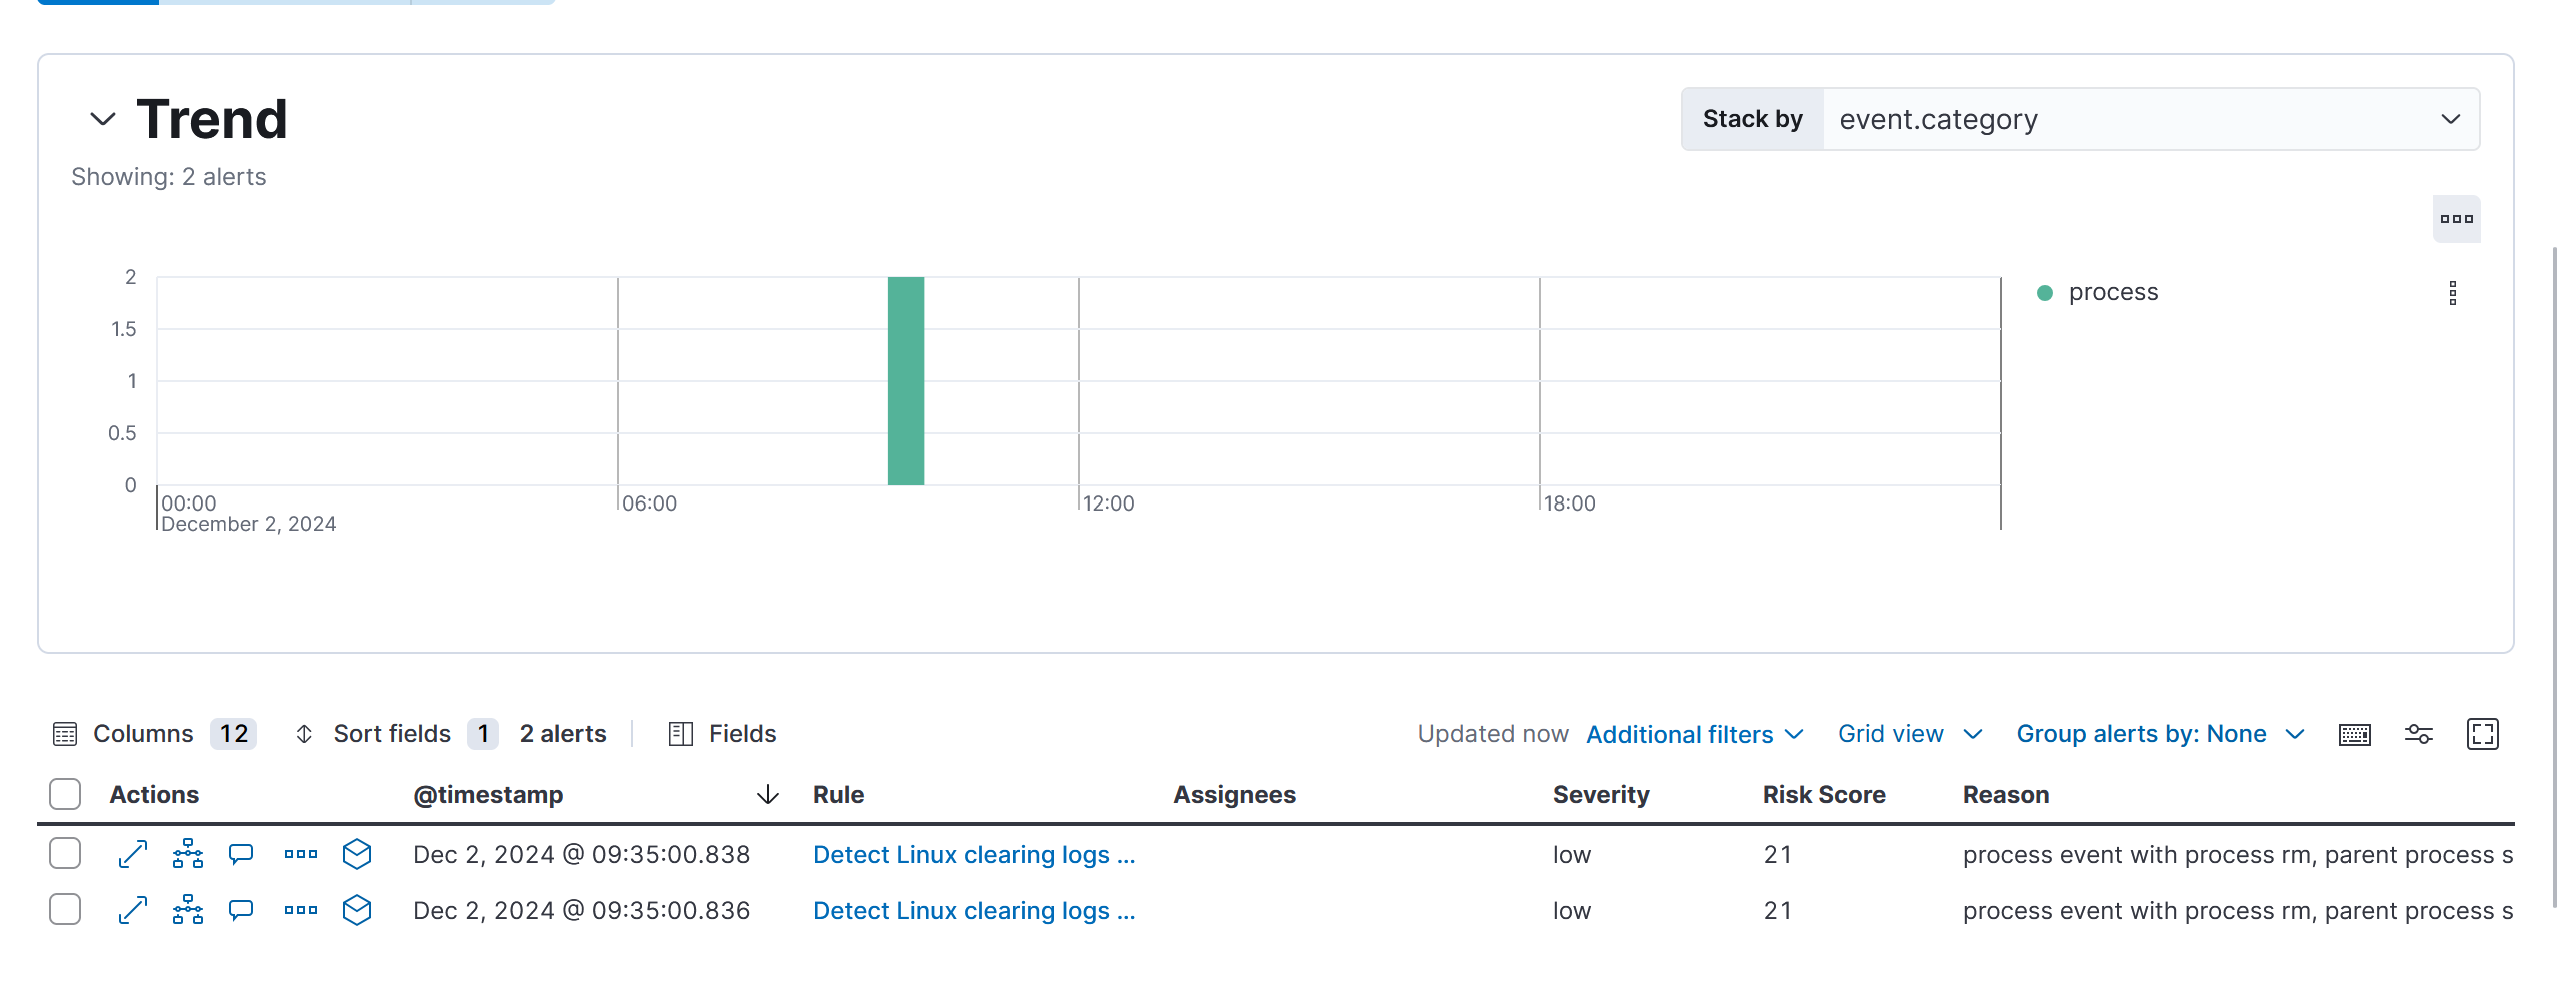 Trend
Stack by event.category
Showing: 2 alerts
2
1.5
1
0.5
0
process
00:00 06:00 12:00 18:00
December 2, 2024
Columns 12 Sort fields 1 2 alerts Fields Updated now Additional filters Grid view Group alerts by: None
Actions @timestamp Rule Assignees Severity Risk Score Reason
Dec 2, 2024 @ 09:35:00.838 Detect Linux clearing logs ... low 21 process event with process rm, parent process s
Dec 2, 2024 @ 09:35:00.836 Detect Linux clearing logs ... low 21 process event with process rm, parent process s